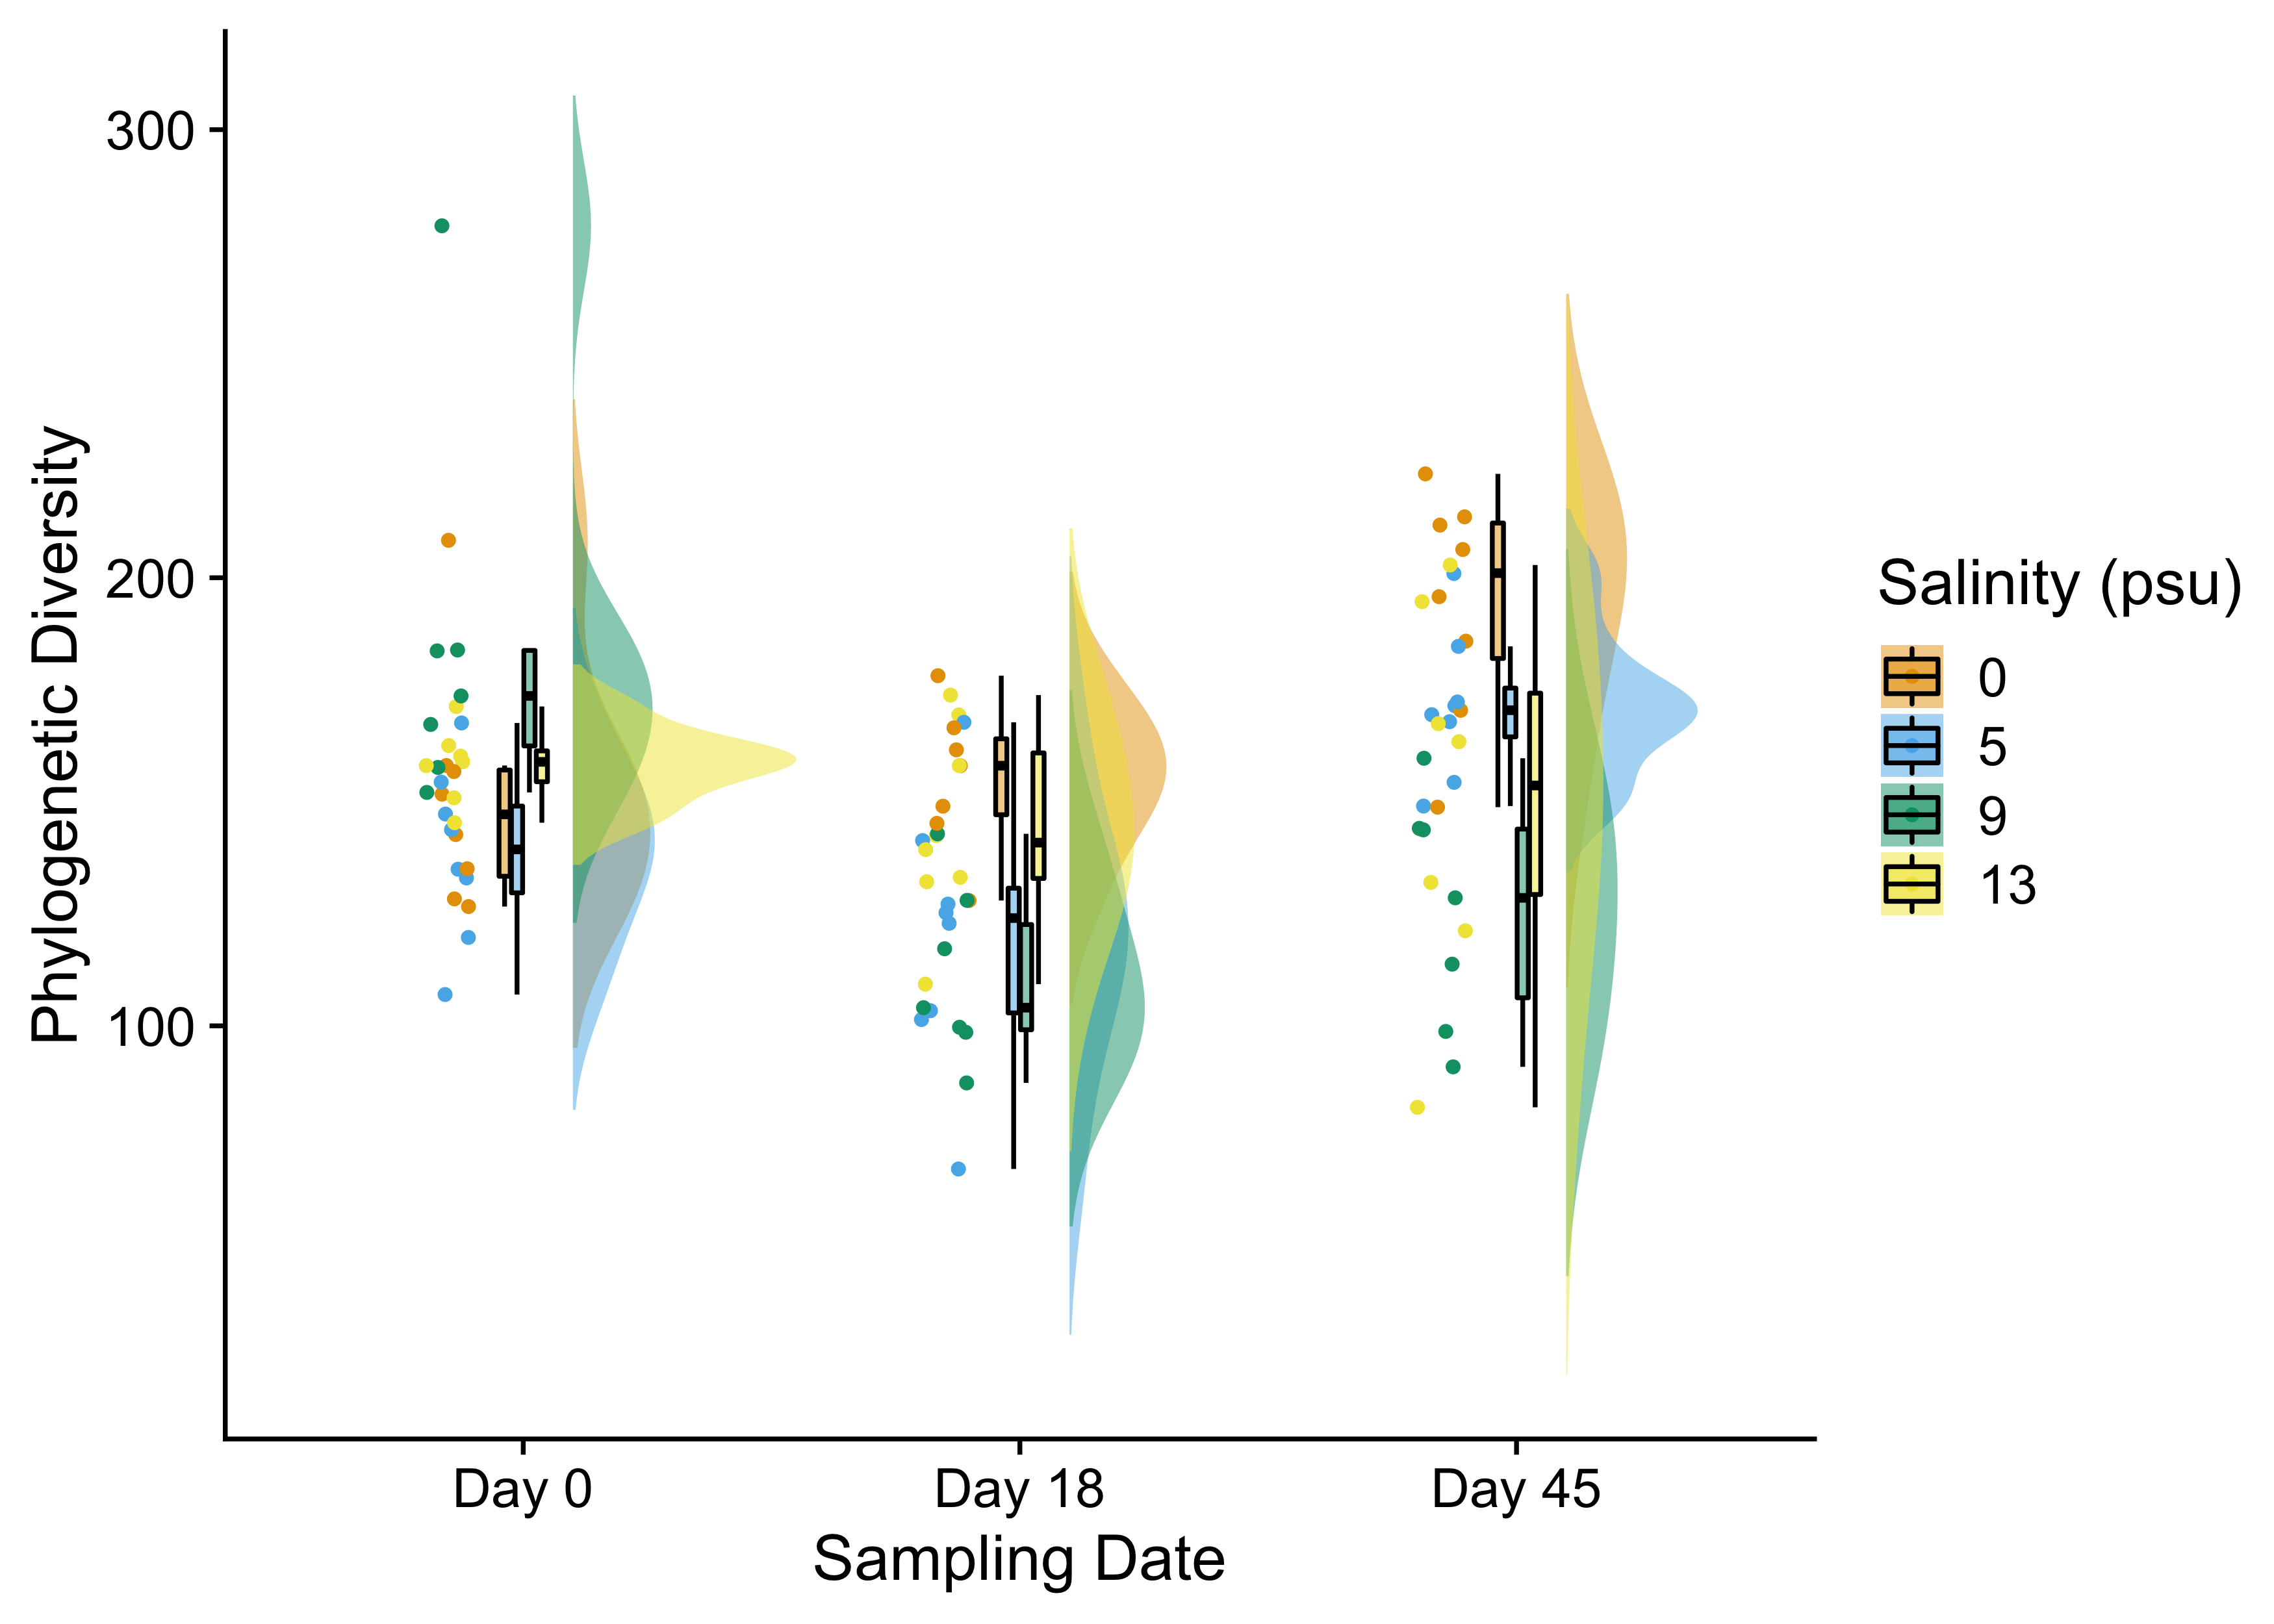 Phylogenetic Diversity
300
200
100
Day 0
Day 18
Day 45
Sampling Date
Salinity (psu)
0
5
9
13